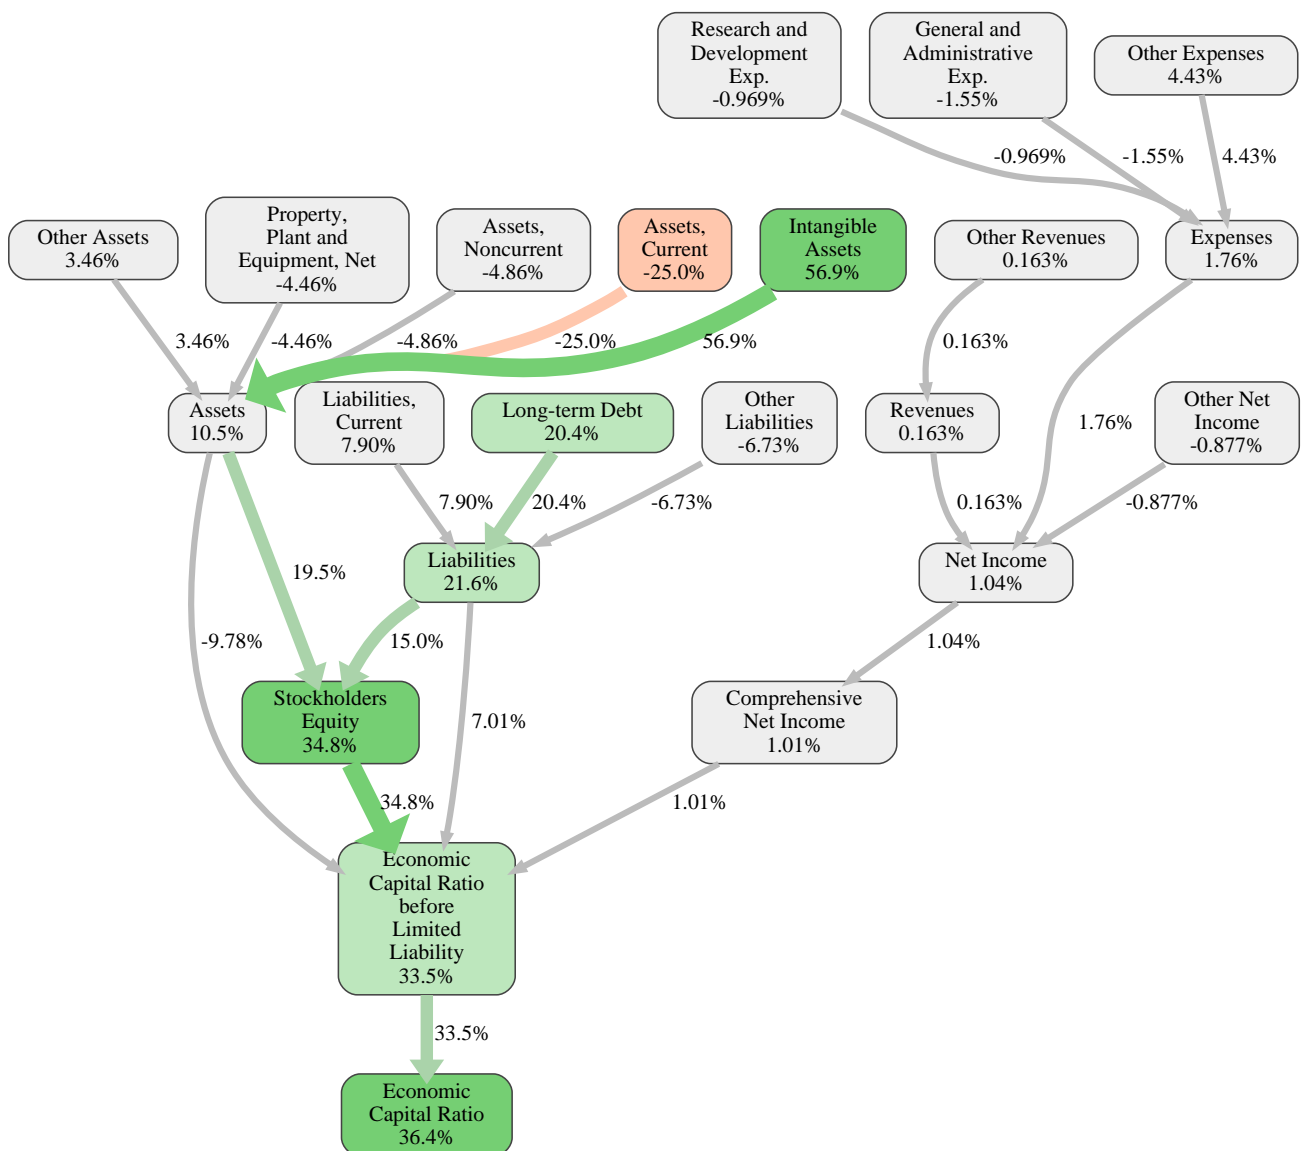 Research and
Development
Exp.
-0.969%
General and
Administrative
Exp.
-1.55%
Other Expenses
4.43%
-0.969%
-1.55%
4.43%
Other Assets
3.46%
Property,
Plant and
Equipment, Net
-4.46%
Assets,
Noncurrent
-4.86%
Assets,
Current
-25.0%
Intangible
Assets
56.9%
Other Revenues
0.163%
Expenses
1.76%
3.46%
-4.46%
-4.86%
-25.0%
56.9%
0.163%
Assets
10.5%
Liabilities,
Current
7.90%
Long-term Debt
20.4%
Other
Liabilities
-6.73%
Revenues
0.163%
1.76%
Other Net
Income
-0.877%
7.90%
20.4%
-6.73%
0.163%
-0.877%
19.5%
Liabilities
21.6%
Net Income
1.04%
-9.78%
15.0%
1.04%
Stockholders
Equity
34.8%
7.01%
Comprehensive
Net Income
1.01%
34.8%
1.01%
Economic
Capital Ratio
before
Limited
Liability
33.5%
33.5%
Economic
Capital Ratio
36.4%